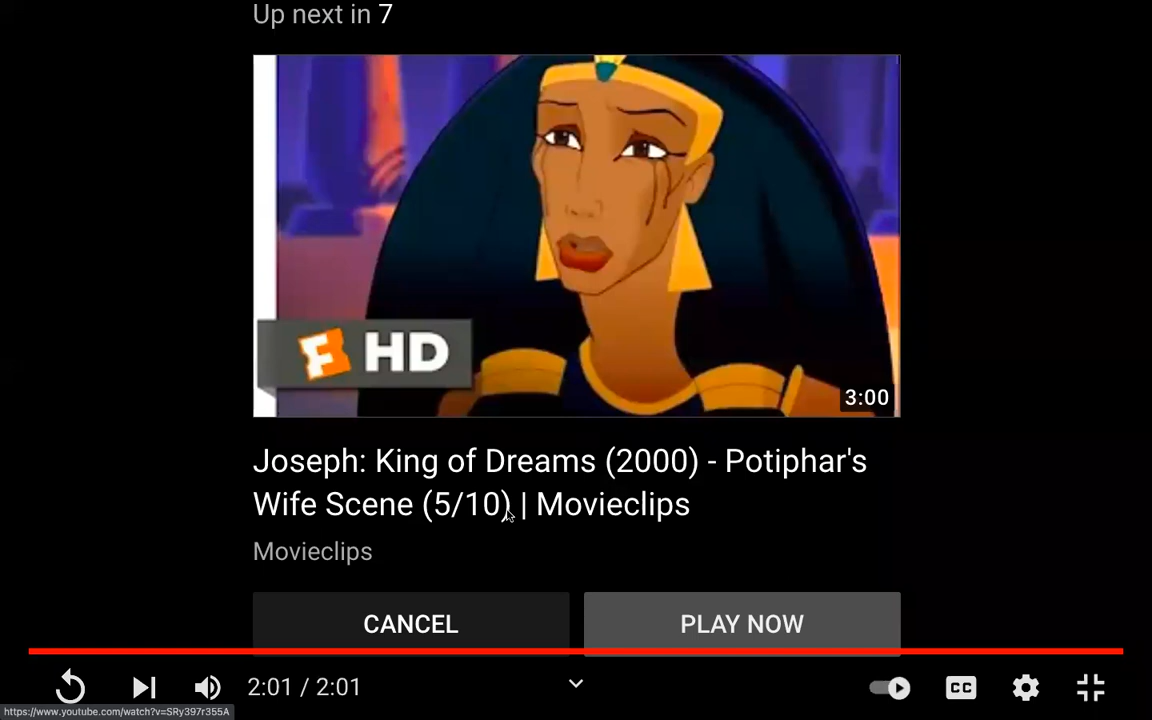 Up next in 7
F HD
3:00
Joseph: King of Dreams (2000) - Potiphar's
Wife Scene (5/10) | Movieclips
Movieclips
CANCEL
PLAY NOW
2:01 / 2:01
CC
https://www.youtube.com/watch?v=SRy397r355A